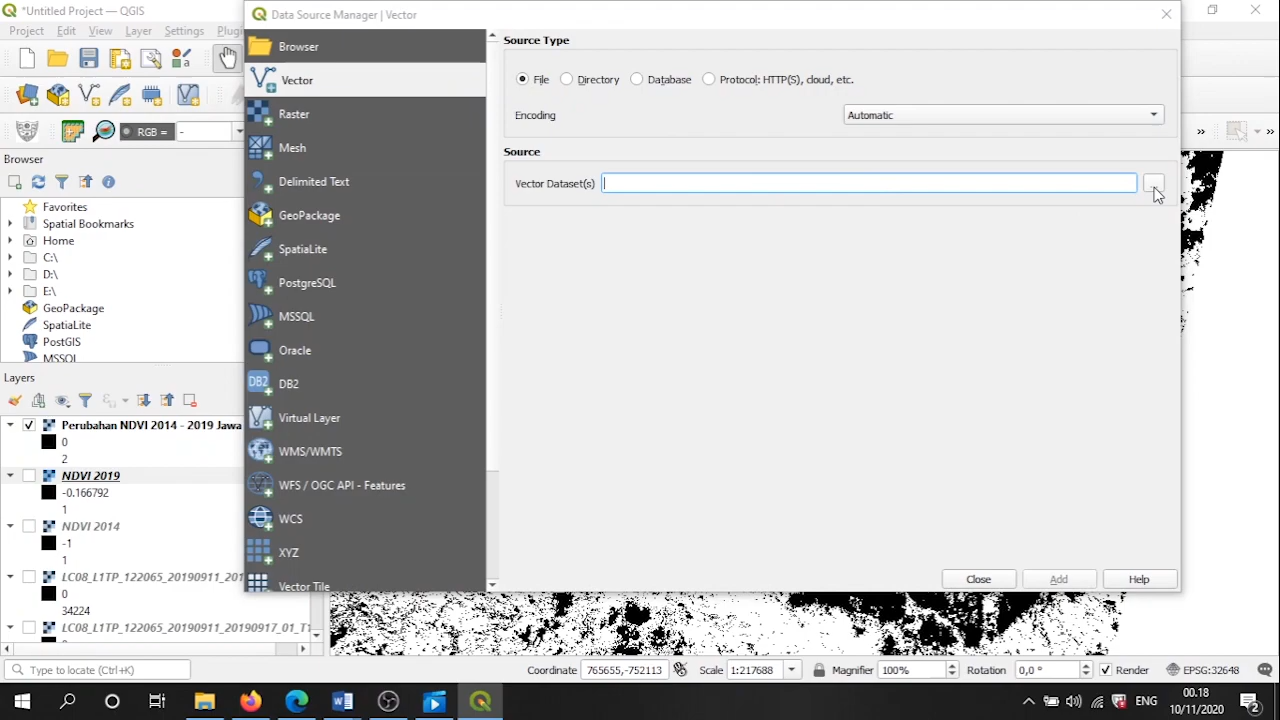 *Untitled Project — QGIS
Data Source Manager | Vector
Project Edit View Layer Settings Plugi
RGB = -
Browser
Favorites
Spatial Bookmarks
Home
C:\
D:\
E:\
GeoPackage
SpatiaLite
PostGIS
MSSQL
Layers
Perubahan NDVI 2014 - 2019 Jawa
0
2
NDVI 2019
-0.166792
1
NDVI 2014
-1
1
LC08_L1TP_122065_20190911_201
0
34224
LC08_L1TP_122065_20190911_20190917_01_T1
Browser
Vector
Raster
Mesh
Delimited Text
GeoPackage
SpatiaLite
PostgreSQL
MSSQL
Oracle
DB2
DB2
Virtual Layer
WMS/WMTS
WFS / OGC API - Features
WCS
XYZ
Vector Tile
Source Type
File Directory Database Protocol: HTTP(S), cloud, etc.
Encoding Automatic
Source
Vector Dataset(s)
Close Add Help
Type to locate (Ctrl+K) Coordinate 765655,-752113 Scale 1:217688 Magnifier 100% Rotation 0,0 ° Render EPSG:32648
ENG
00.18
10/11/2020
2